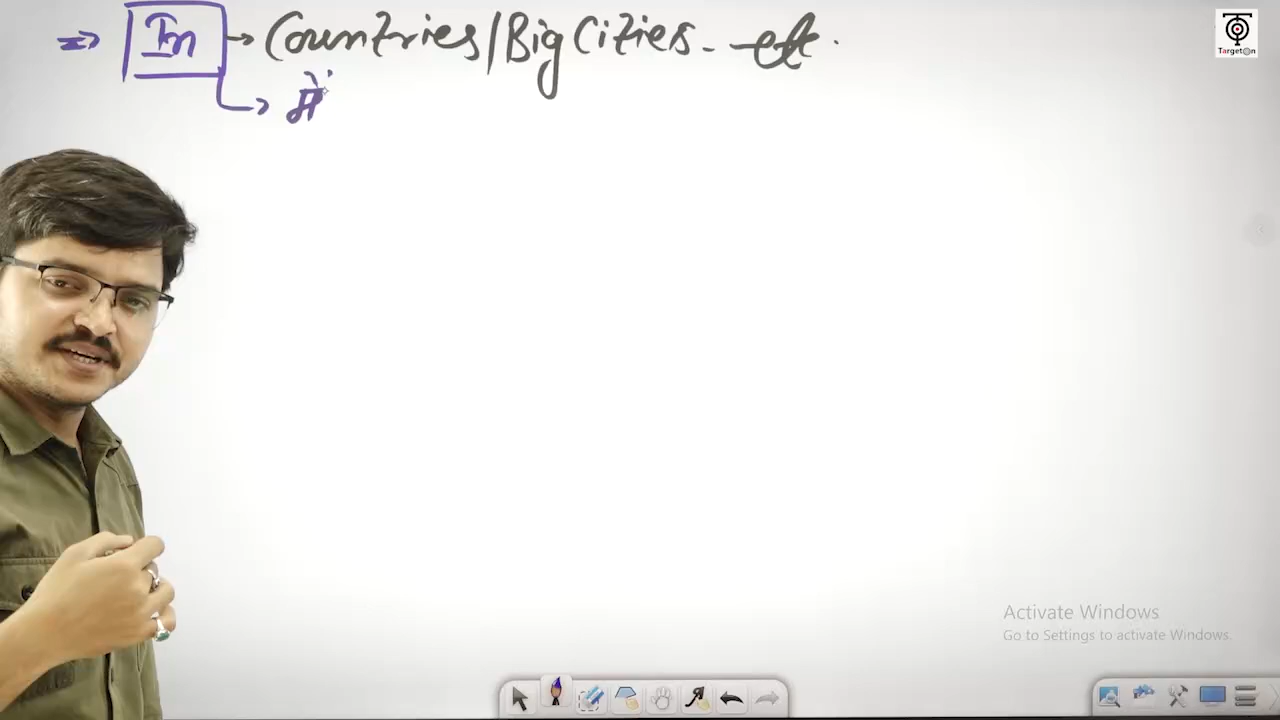 ⇒ In → Countries/Big Cities - etc.
→ में
TargetOn
Activate Windows
Go to Settings to activate Windows.